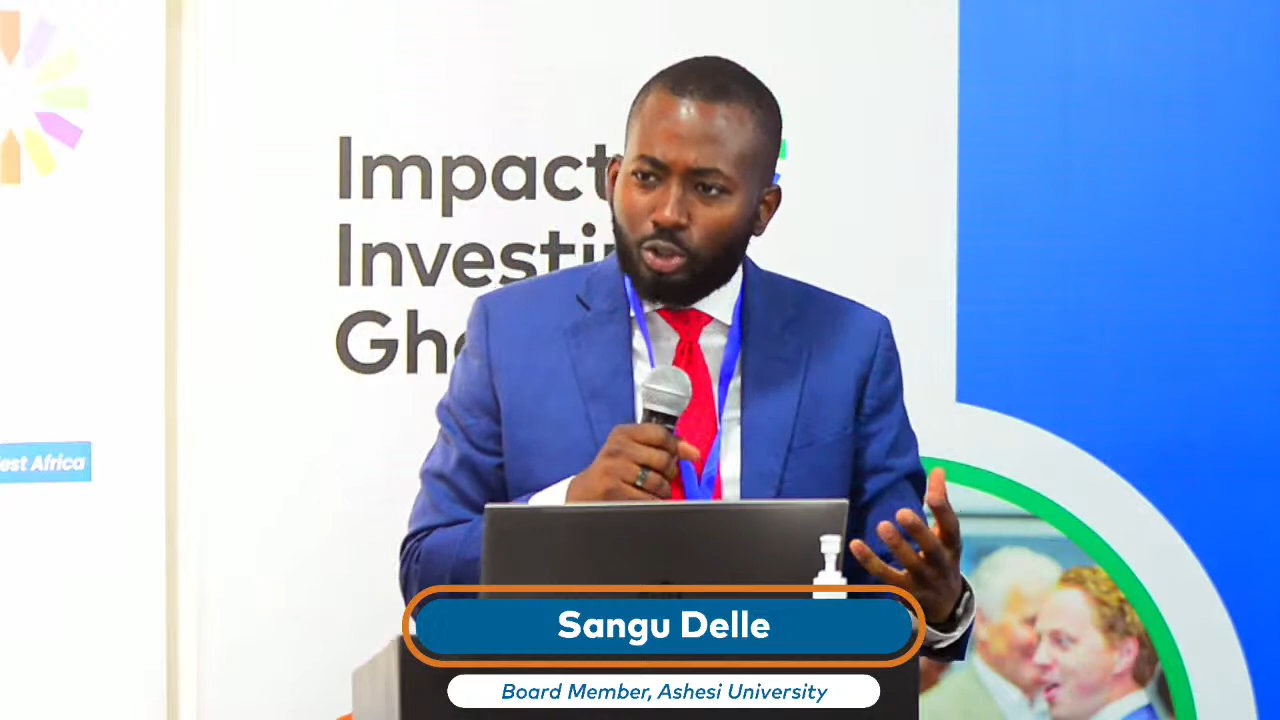 Impact
Investi
Gh
est Africa
Sangu Delle
Board Member, Ashesi University